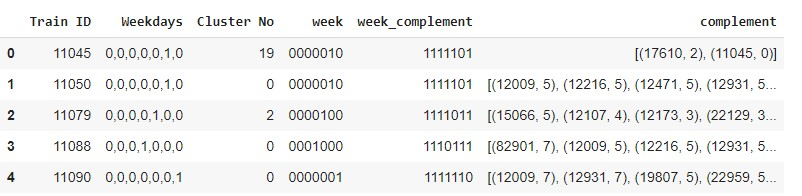 Train ID Weekdays Cluster No week week_complement complement
0 11045 0,0,0,0,0,1,0 19 0000010 1111101 [(17610, 2), (11045, 0)]
1 11050 0,0,0,0,0,1,0 0 0000010 1111101 [(12009, 5), (12216, 5), (12471, 5), (12931, 5...
2 11079 0,0,0,0,1,0,0 2 0000100 1111011 [(15066, 5), (12107, 4), (12173, 3), (22129, 3...
3 11088 0,0,0,1,0,0,0 0 0001000 1110111 [(82901, 7), (12009, 5), (12216, 5), (12931, 5...
4 11090 0,0,0,0,0,0,1 0 0000001 1111110 [(12009, 7), (12931, 7), (19807, 5), (22959, 5...